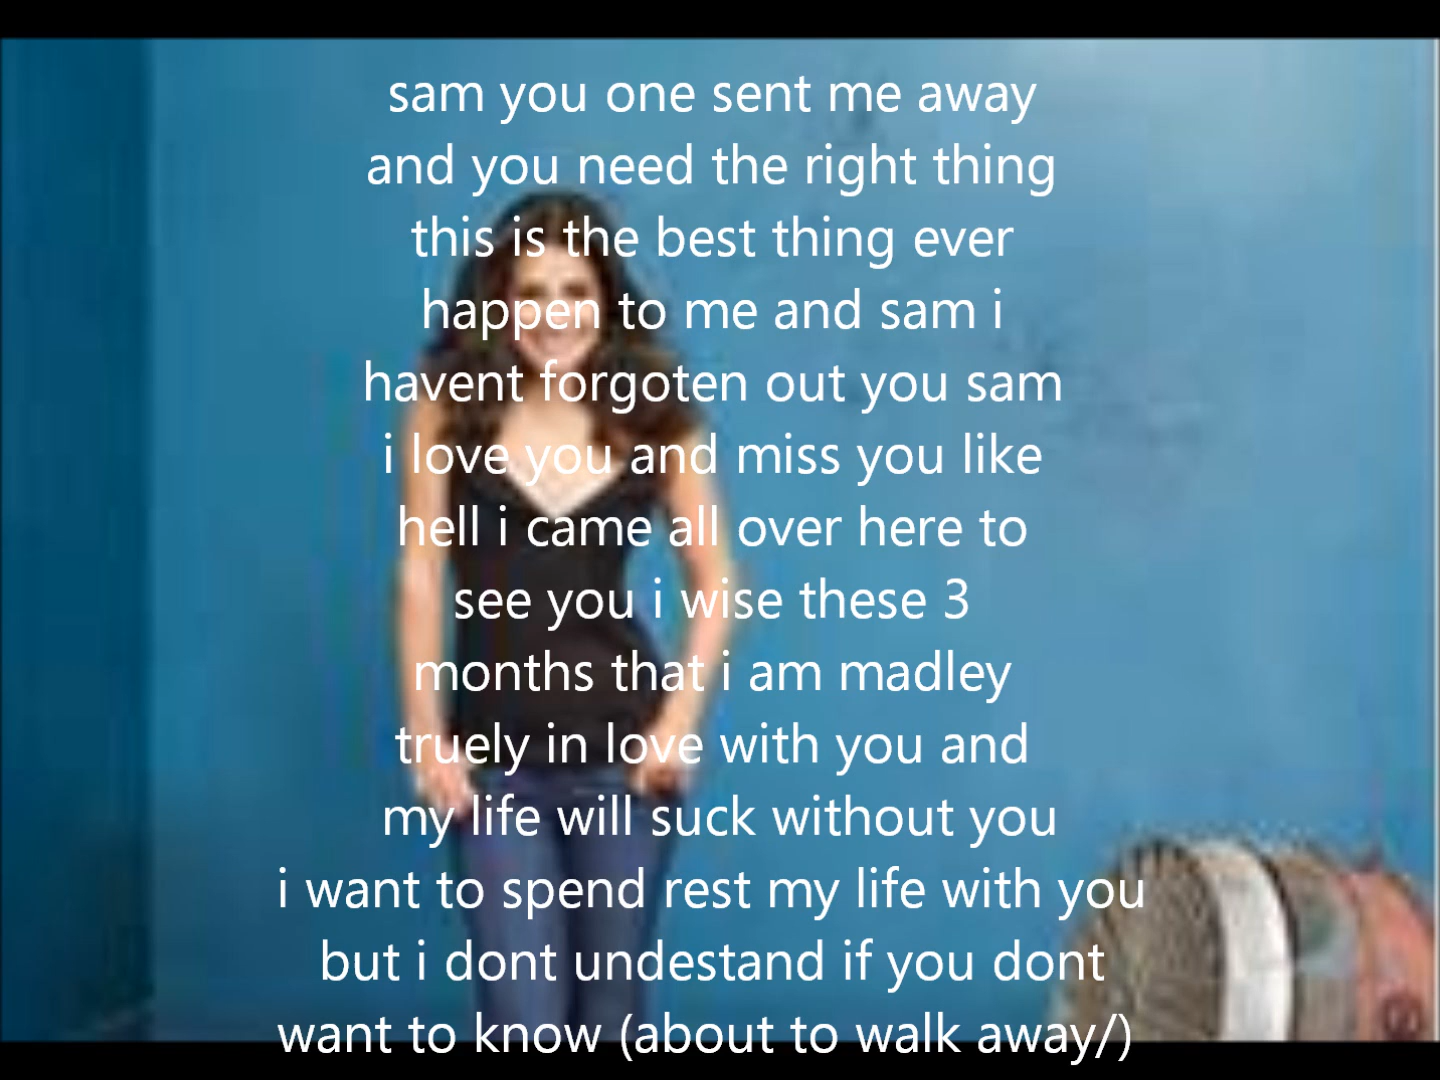 sam you one sent me away
and you need the right thing
this is the best thing ever
happen to me and sam i
havent forgoten out you sam
i love you and miss you like
hell i came all over here to
see you i wise these 3
months that i am madley
truely in love with you and
my life will suck without you
i want to spend rest my life with you
but i dont undestand if you dont
want to know (about to walk away/)